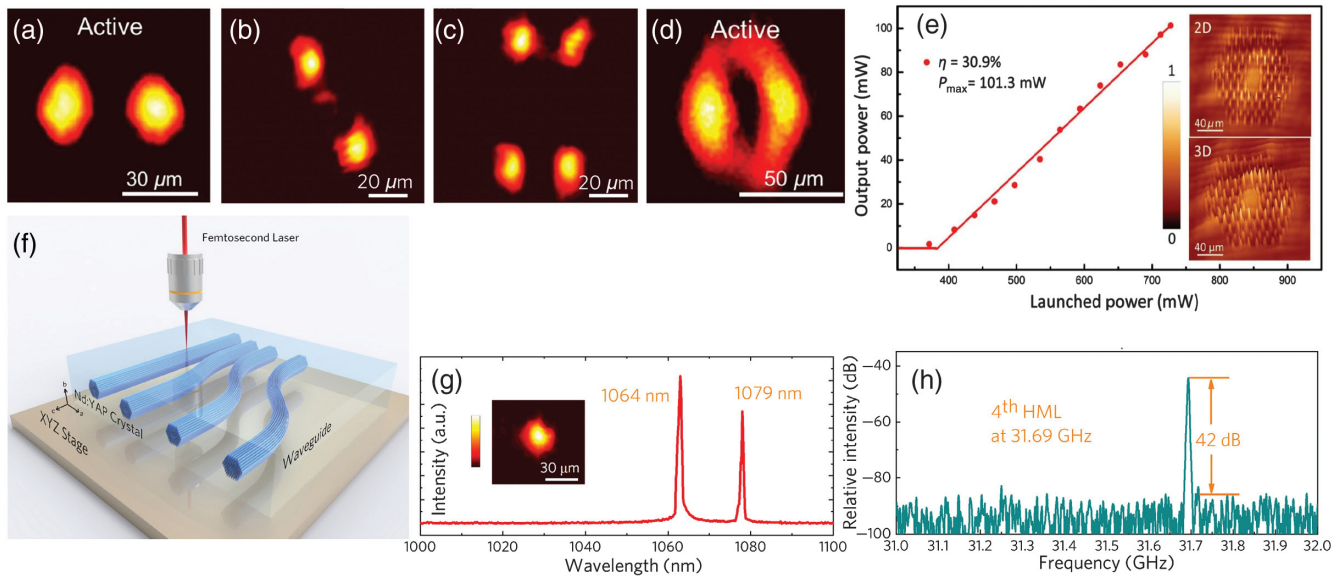 (a)
Active
30 μm
(b)
20 μm
(c)
20 μm
(d)
Active
50 μm
(e)
η = 30.9%
Pmax= 101.3 mW
Output power (mW)
100
80
60
40
20
0
400
500
600
700
800
900
Launched power (mW)
1
0
2D
40 μm
3D
40 μm
(f)
Femtosecond Laser
b
c
a
Nd:YAP Crystal
XYZ Stage
Waveguide
(g)
1064 nm
1079 nm
30 μm
Intensity (a.u.)
1000
1020
1040
1060
1080
1100
Wavelength (nm)
(h)
4th HML
at 31.69 GHz
42 dB
Relative intensity (dB)
−40
−60
−80
−100
31.0
31.1
31.2
31.3
31.4
31.5
31.6
31.7
31.8
31.9
32.0
Frequency (GHz)